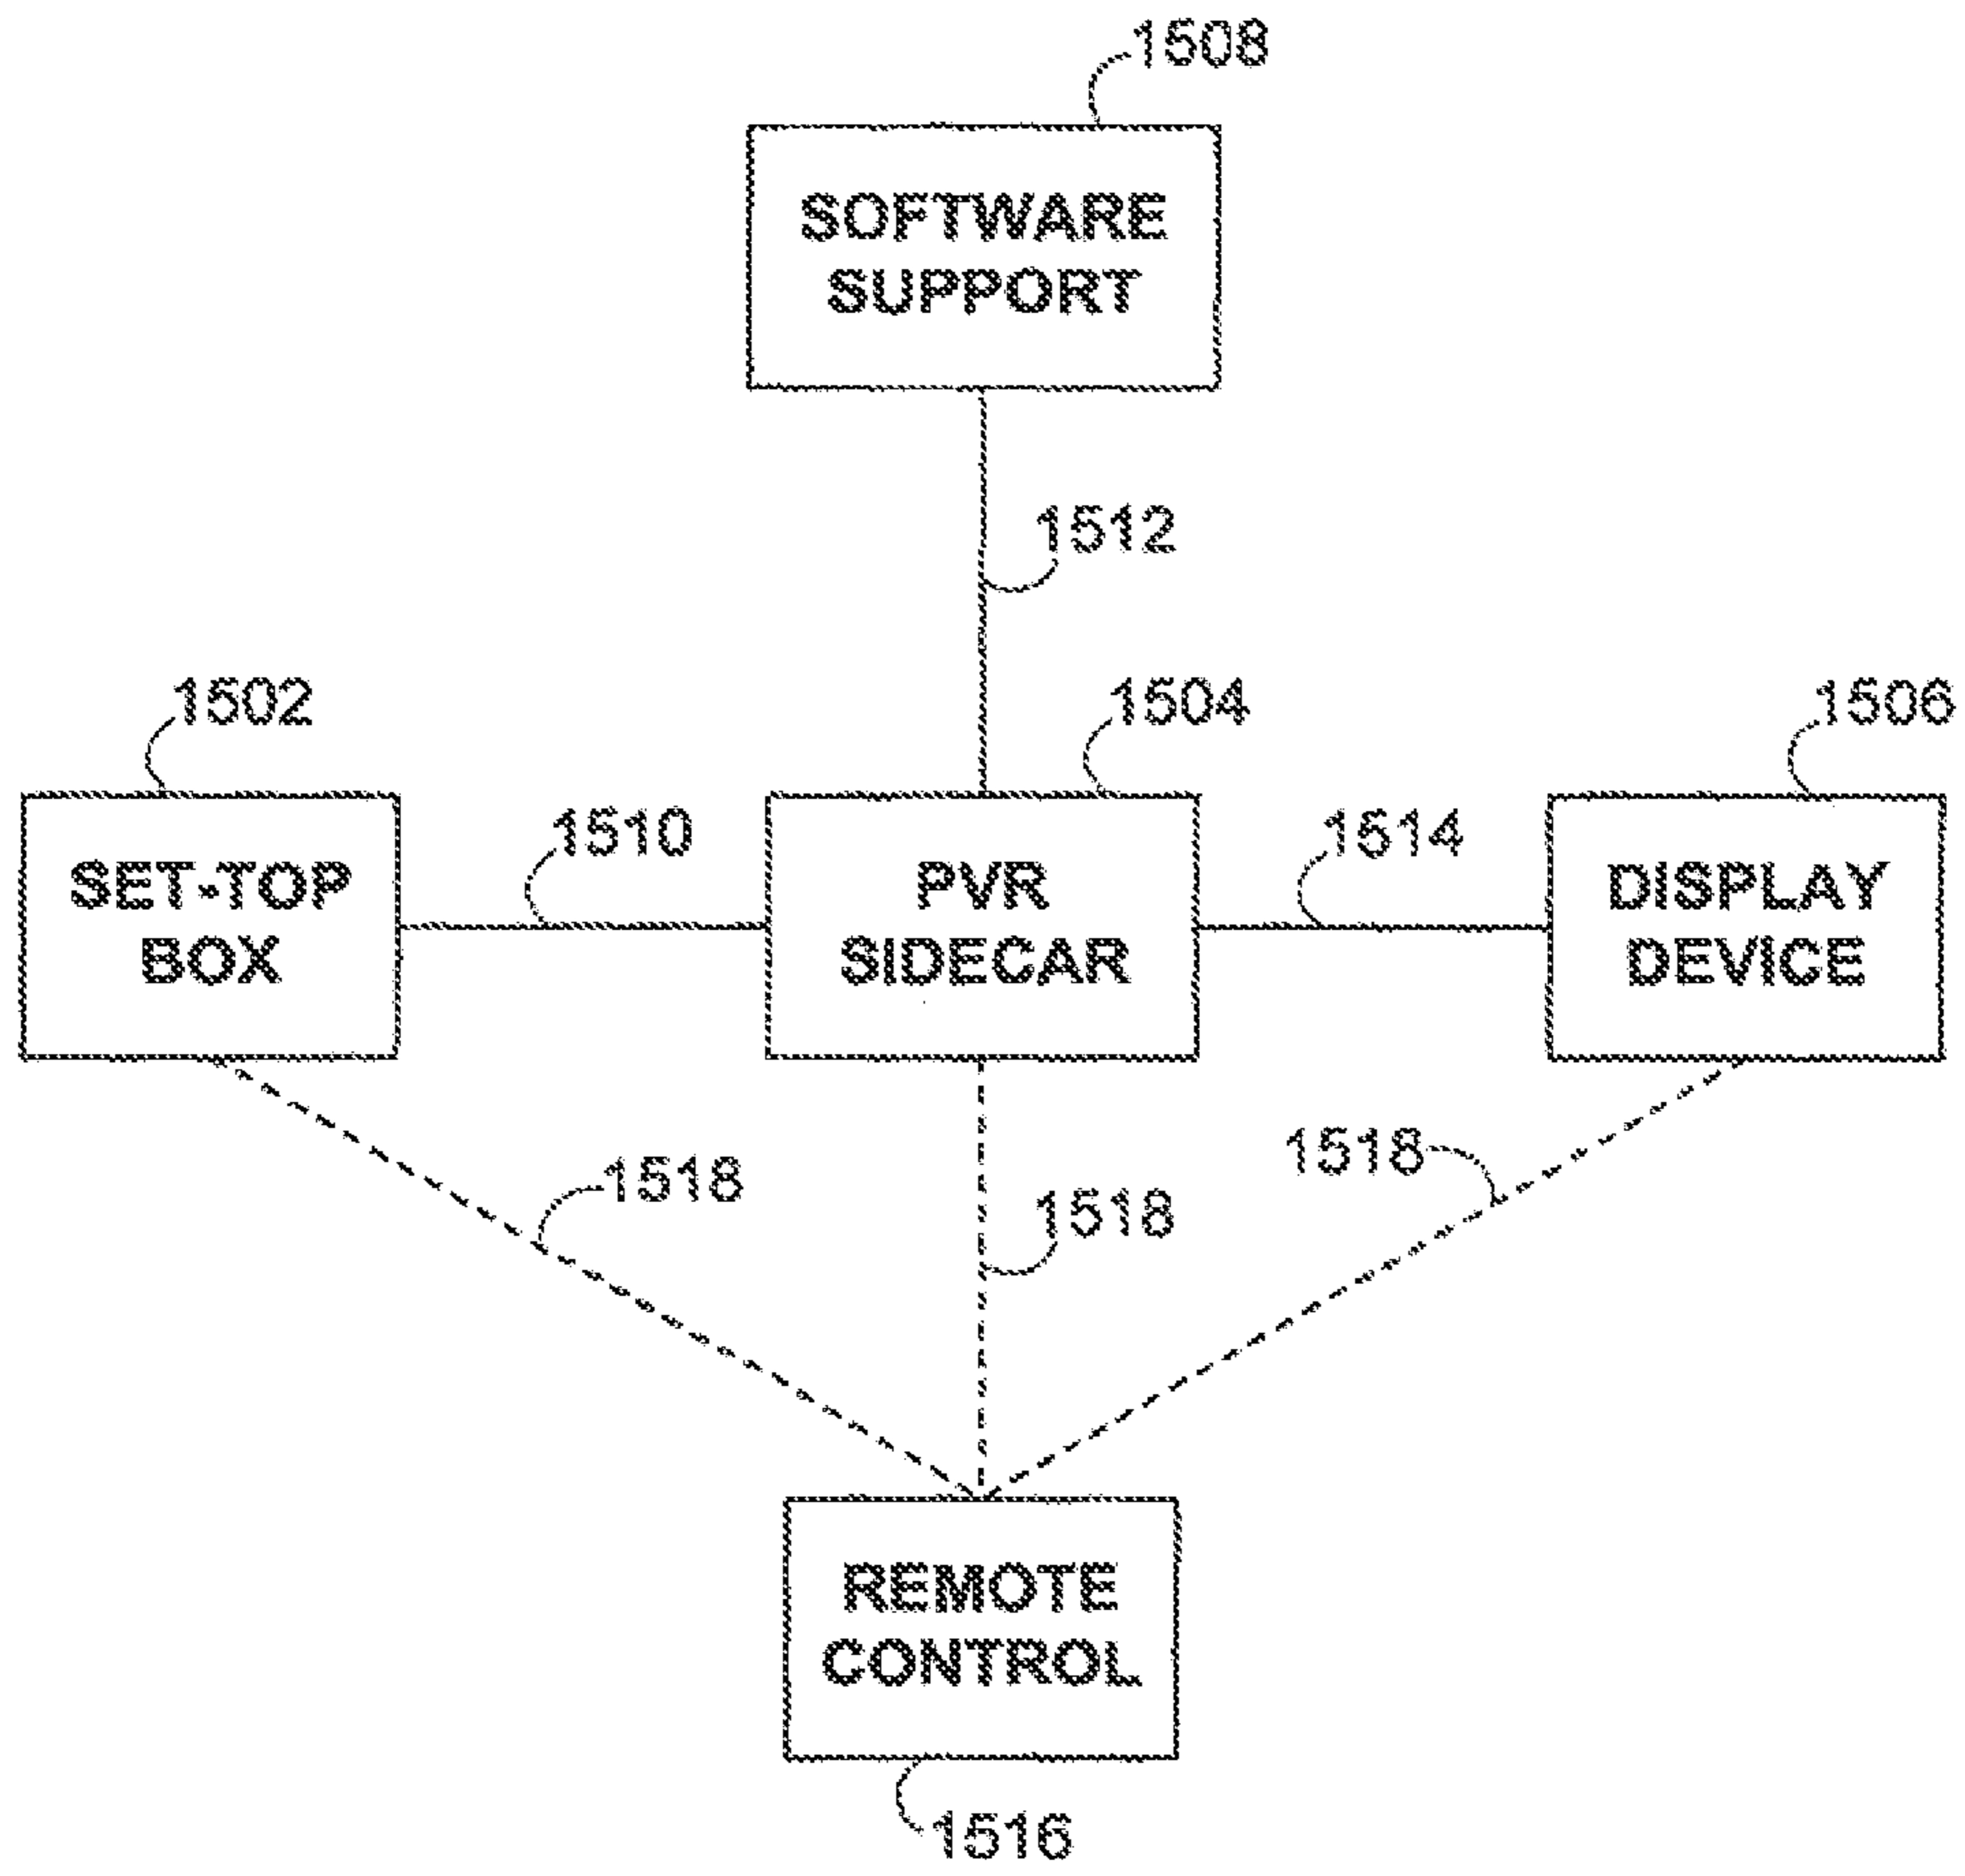 1508
SOFTWARE
SUPPORT
1512
1502
1504
1506
1510
1514
SET-TOP
BOX
PVR
SIDECAR
DISPLAY
DEVICE
1518
1518
1518
REMOTE
CONTROL
1516